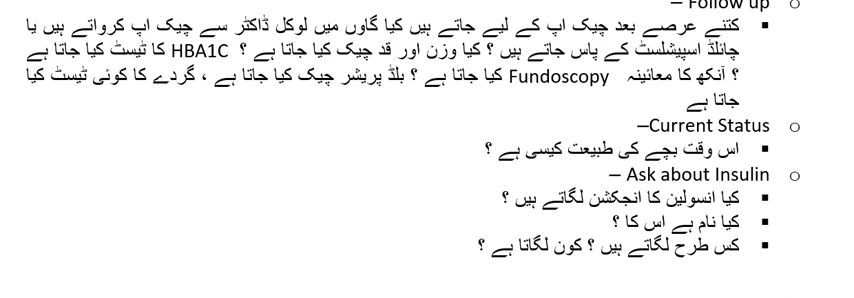 o Follow up –
▪ کتنے عرصے بعد چیک اپ کے لیے جاتے ہیں کیا گاوں میں لوکل ڈاکٹر سے چیک اپ کرواتے ہیں یا
چائلڈ اسپیشلسٹ کے پاس جاتے ہیں ؟ کیا وزن اور قد چیک کیا جاتا ہے ؟ HBA1C کا ٹیسٹ کیا جاتا ہے
؟ آنکھ کا معائینہ Fundoscopy کیا جاتا ہے ؟ بلڈ پریشر چیک کیا جاتا ہے ، گردے کا کوئی ٹیسٹ کیا
جاتا ہے
o Current Status–
▪ اس وقت بچے کی طبیعت کیسی ہے ؟
o Ask about Insulin –
▪ کیا انسولین کا انجکشن لگاتے ہیں ؟
▪ کیا نام ہے اس کا ؟
▪ کس طرح لگاتے ہیں ؟ کون لگاتا ہے ؟